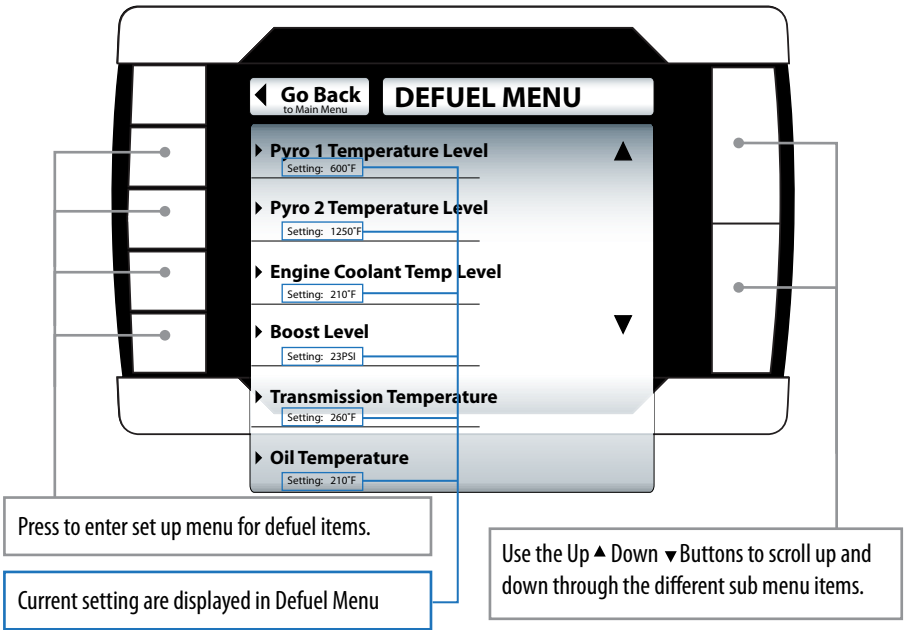 Go Back
to Main Menu
DEFUEL MENU
Pyro 1 Temperature Level
Setting: 600˚F
Pyro 2 Temperature Level
Setting: 1250˚F
Engine Coolant Temp Level
Setting: 210˚F
Boost Level
Setting: 23PSI
Transmission Temperature
Setting: 260˚F
Oil Temperature
Setting: 210˚F
Press to enter set up menu for defuel items.
Current setting are displayed in Defuel Menu
Use the Up ▲ Down ▼ Buttons to scroll up and
down through the different sub menu items.